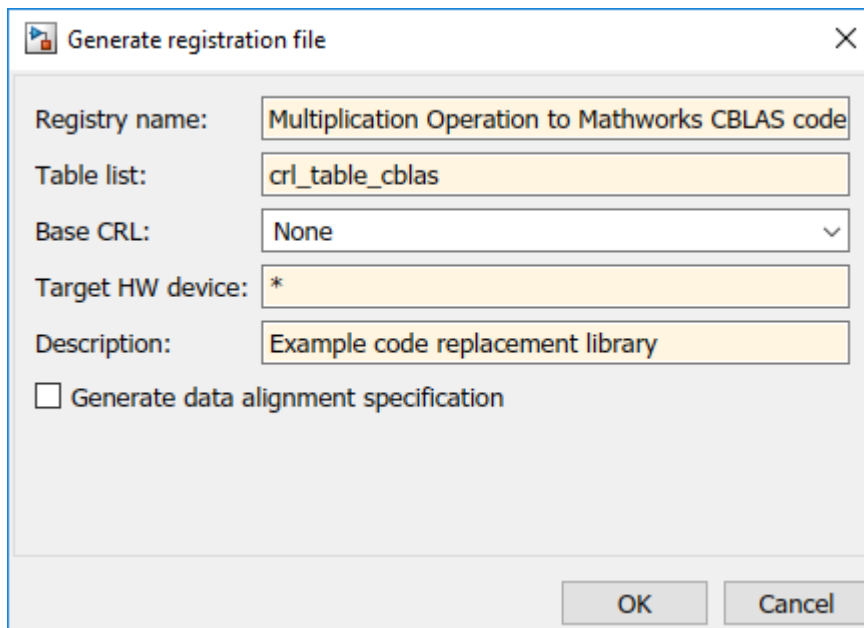 Generate registration file
Registry name: Multiplication Operation to Mathworks CBLAS code
Table list: crl_table_cblas
Base CRL: None
Target HW device: *
Description: Example code replacement library
Generate data alignment specification
OK Cancel